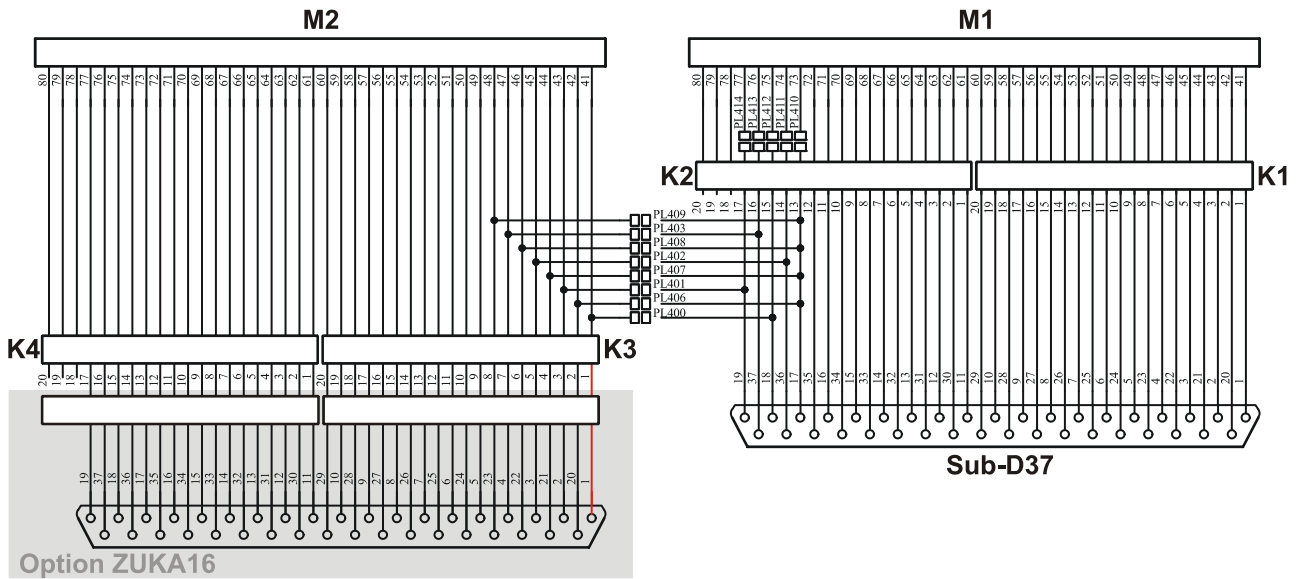 M2
M1
80 79 78 77 76 75 74 73 72 71 70 69 68 67 66 65 64 63 62 61 60 59 58 57 56 55 54 53 52 51 50 49 48 47 46 45 44 43 42 41
80 79 78 77 76 75 74 73 72 71 70 69 68 67 66 65 64 63 62 61 60 59 58 57 56 55 54 53 52 51 50 49 48 47 46 45 44 43 42 41
PL414 PL413 PL412 PL411 PL410
K2
K1
20 19 18 17 16 15 14 13 12 11 10 9 8 7 6 5 4 3 2 1 20 19 18 17 16 15 14 13 12 11 10 9 8 7 6 5 4 3 2 1
PL409
PL403
PL408
PL402
PL407
PL401
PL406
PL400
K4
K3
20 19 18 17 16 15 14 13 12 11 10 9 8 7 6 5 4 3 2 1 20 19 18 17 16 15 14 13 12 11 10 9 8 7 6 5 4 3 2 1
19 37 18 36 17 35 16 34 15 33 14 32 13 31 12 30 11 29 10 28 9 27 8 26 7 25 6 24 5 23 4 22 3 21 2 20 1
Sub-D37
19 37 18 36 17 35 16 34 15 33 14 32 13 31 12 30 11 29 10 28 9 27 8 26 7 25 6 24 5 23 4 22 3 21 2 20 1
Option ZUKA16